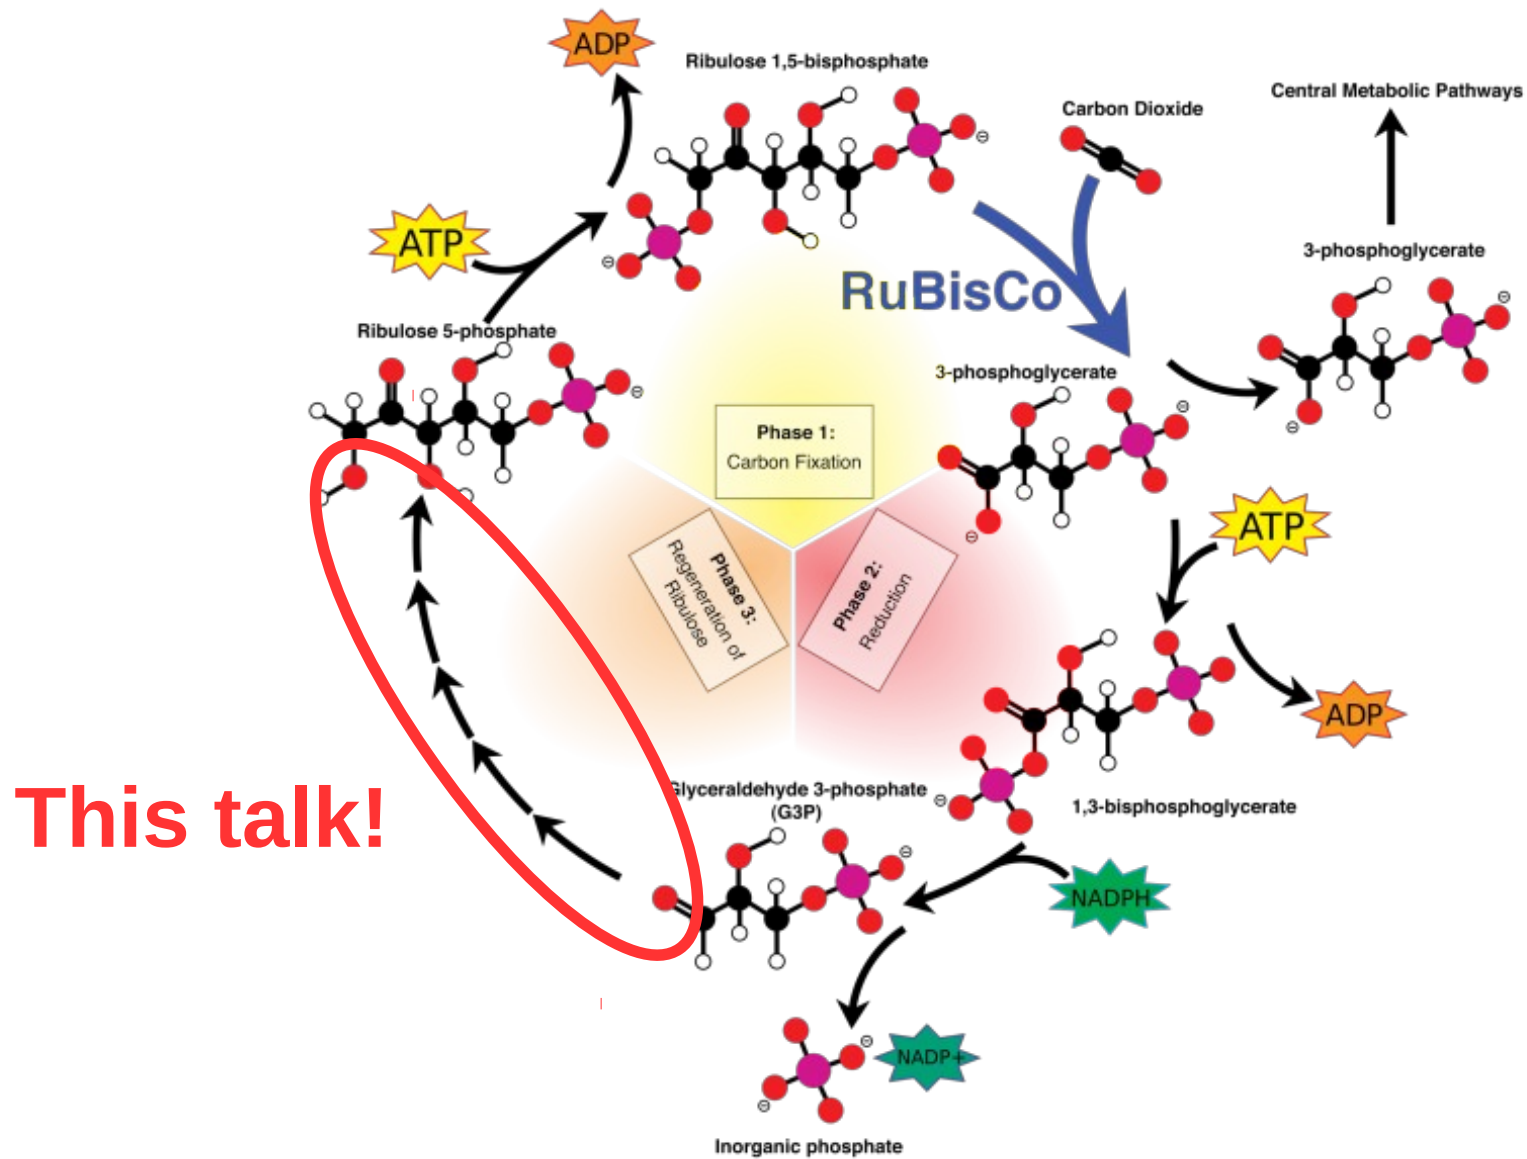 ADP
Ribulose 1,5-bisphosphate
Carbon Dioxide
Central Metabolic Pathways
ATP
RuBisCo
3-phosphoglycerate
Ribulose 5-phosphate
3-phosphoglycerate
Phase 1:
Carbon Fixation
ATP
Phase 3:
Regeneration of
Ribulose
Phase 2:
Reduction
ADP
This talk!
Glyceraldehyde 3-phosphate
(G3P)
1,3-bisphosphoglycerate
NADPH
NADP+
Inorganic phosphate